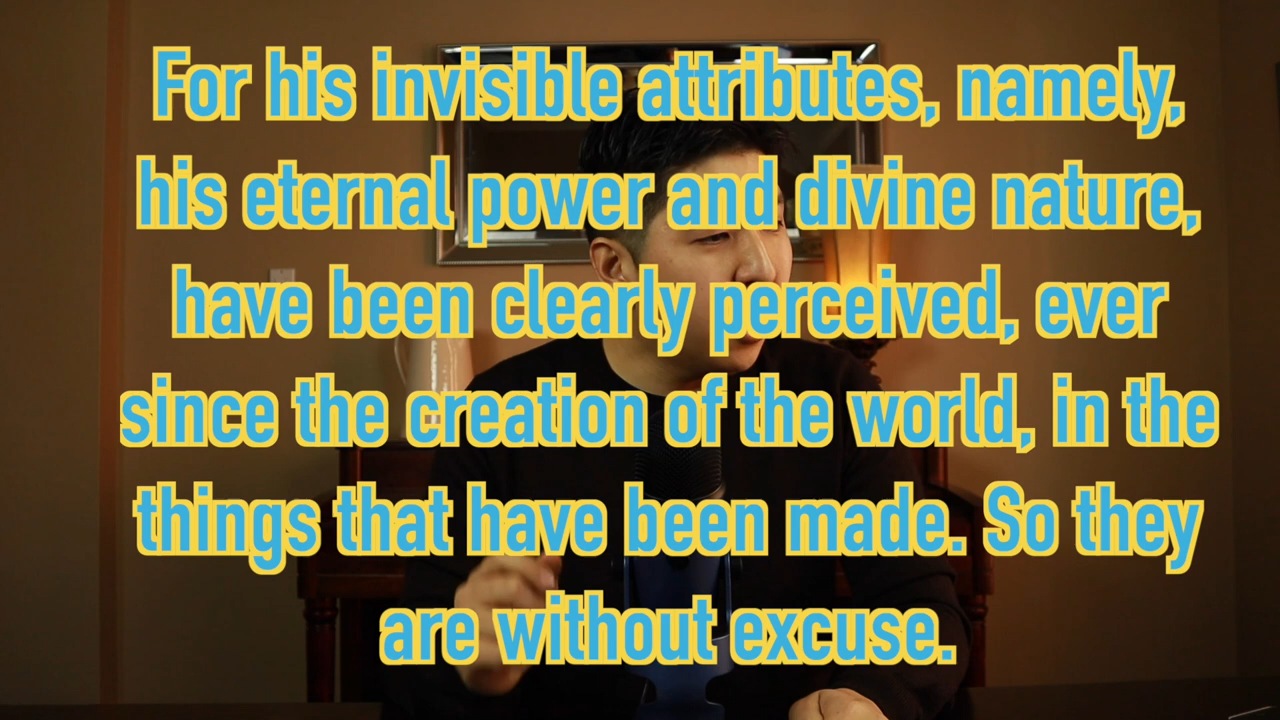 For his invisible attributes, namely,
his eternal power and divine nature,
have been clearly perceived, ever
since the creation of the world, in the
things that have been made. So they
are without excuse.